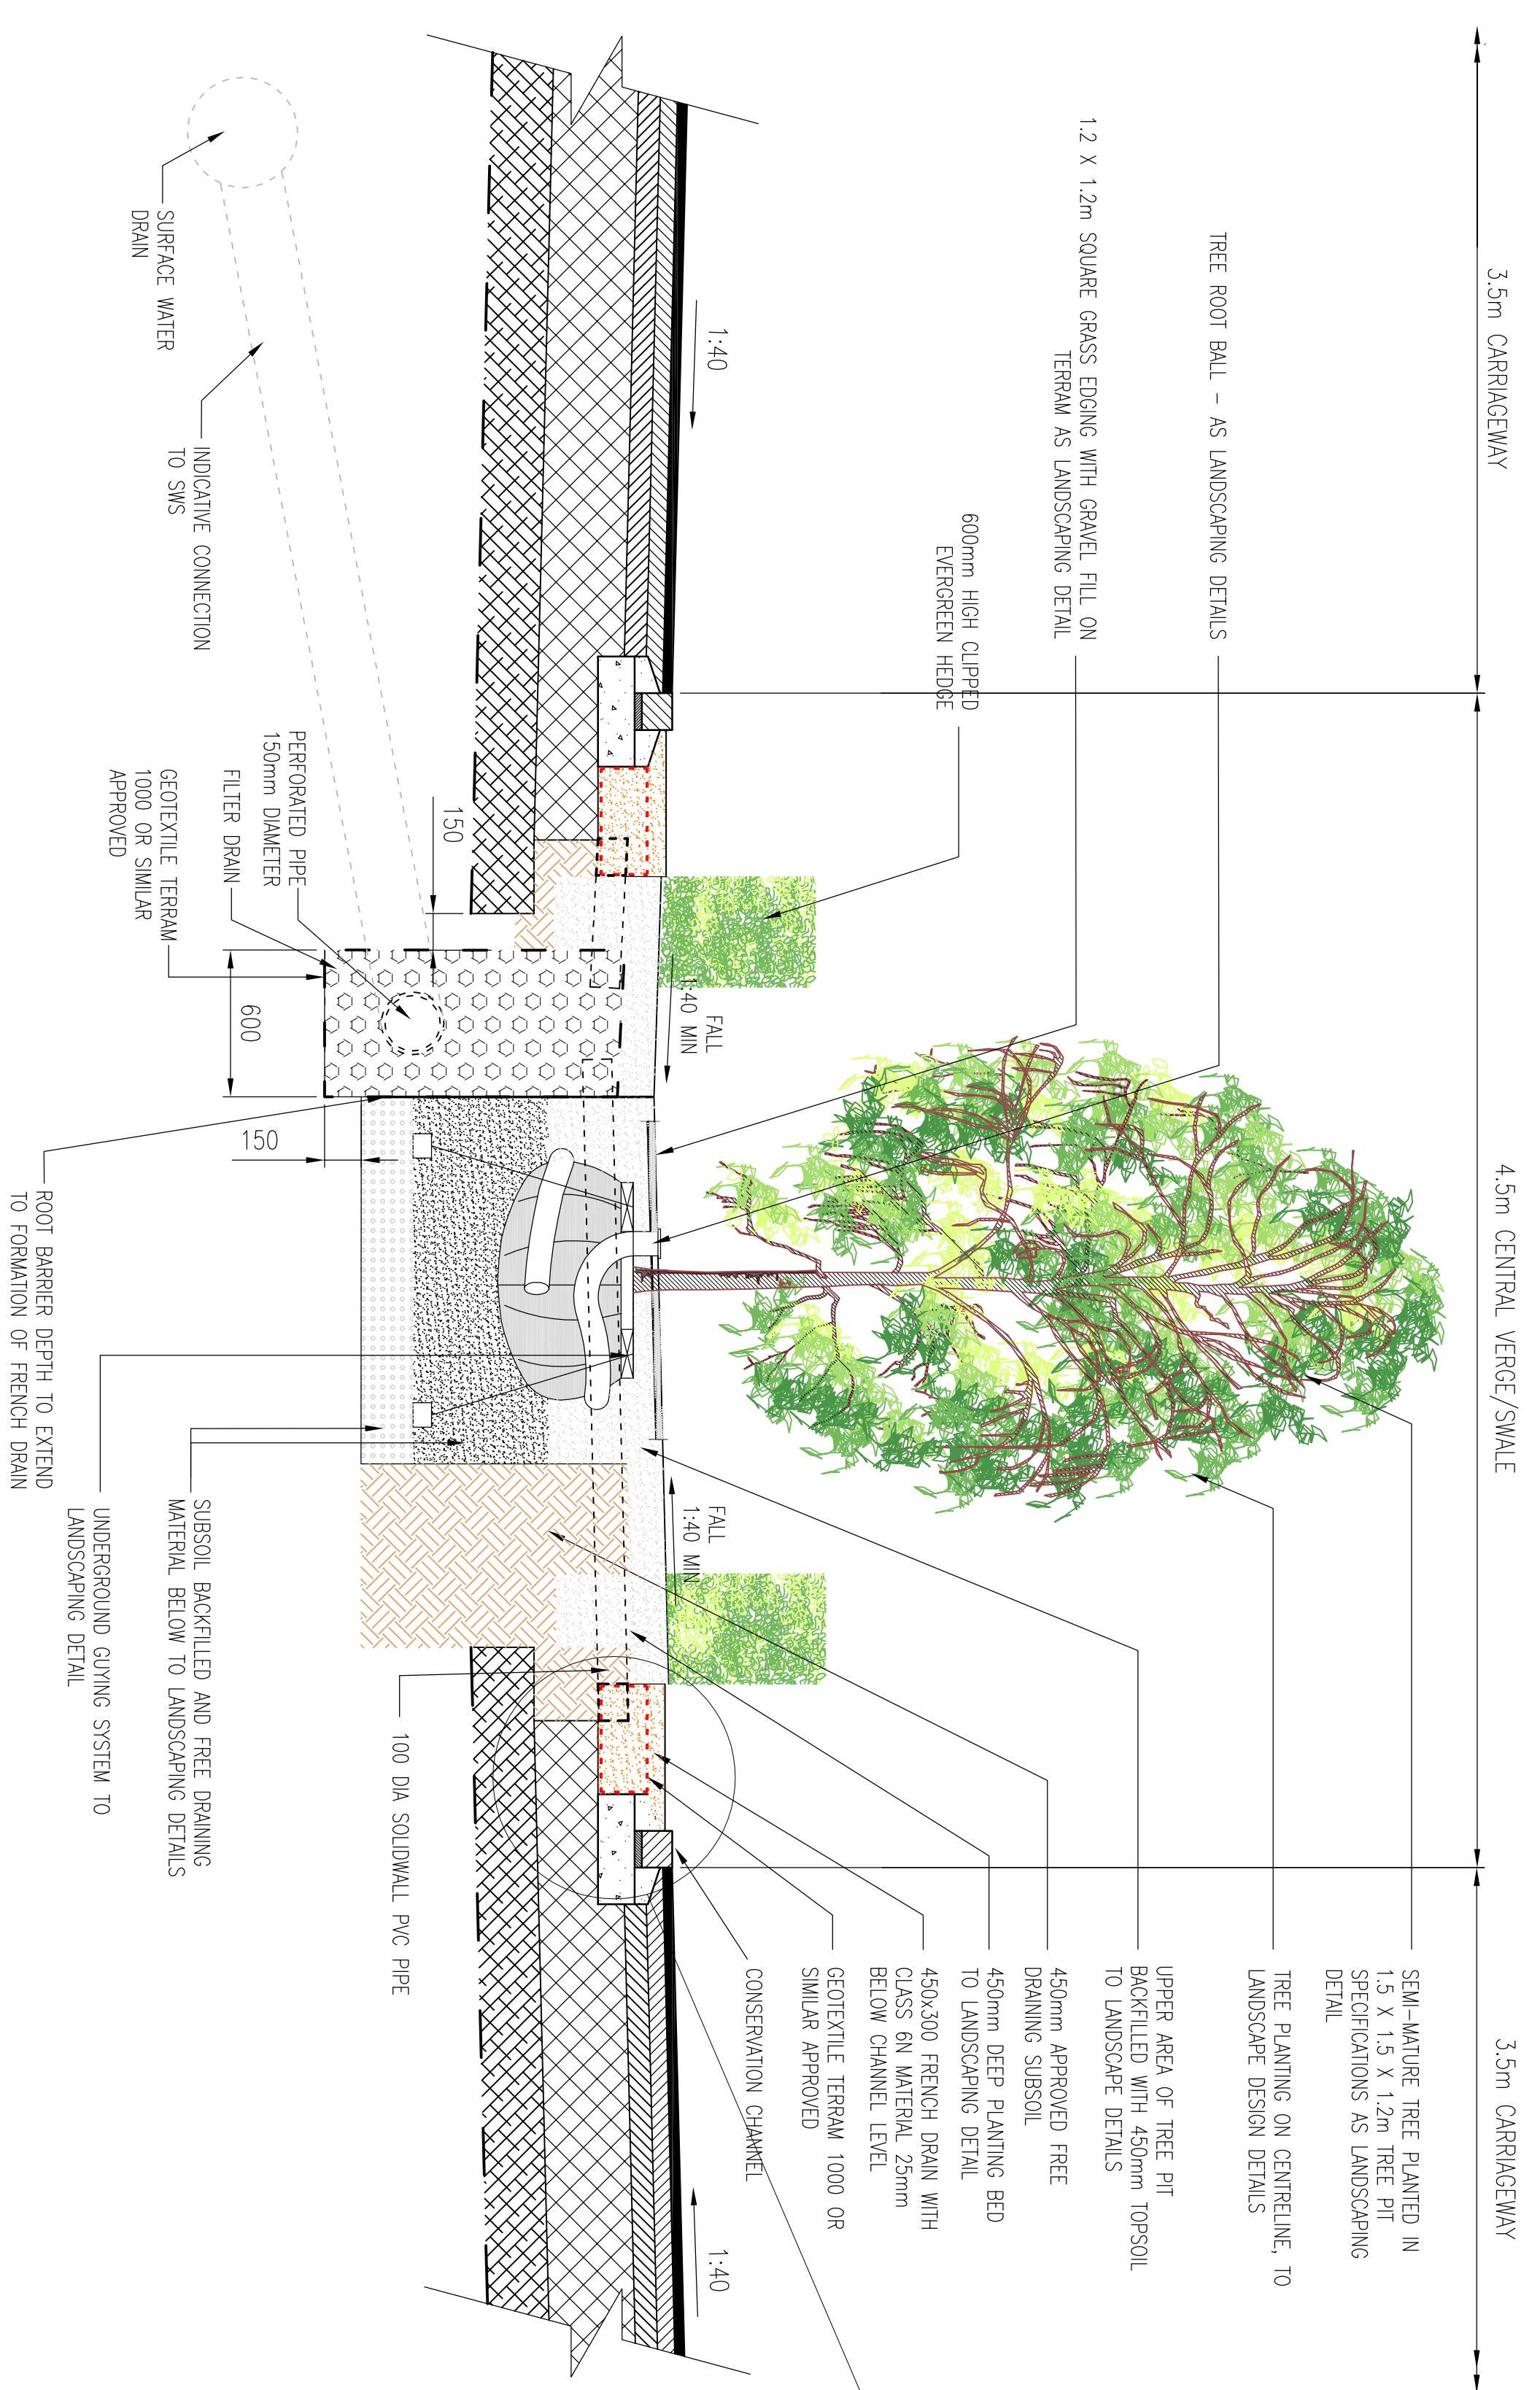 3.5m CARRIAGEWAY
4.5m CENTRAL VERGE/SWALE
3.5m CARRIAGEWAY
TREE ROOT BALL - AS LANDSCAPING DETAILS
1.2 X 1.2m SQUARE GRASS EDGING WITH GRAVEL FILL ON
TERRAM AS LANDSCAPING DETAIL
600mm HIGH CLIPPED
EVERGREEN HEDGE
SEMI-MATURE TREE PLANTED IN
1.5 X 1.5 X 1.2m TREE PIT
SPECIFICATIONS AS LANDSCAPING
DETAIL
TREE PLANTING ON CENTRELINE, TO
LANDSCAPE DESIGN DETAILS
UPPER AREA OF TREE PIT
BACKFILLED WITH 450mm TOPSOIL
TO LANDSCAPE DETAILS
450mm APPROVED FREE
DRAINING SUBSOIL
450mm DEEP PLANTING BED
TO LANDSCAPING DETAIL
450x300 FRENCH DRAIN WITH
CLASS 6N MATERIAL 25mm
BELOW CHANNEL LEVEL
GEOTEXTILE TERRAM 1000 OR
SIMILAR APPROVED
CONSERVATION CHANNEL
1:40
FALL
1:40 MIN
FALL
1:40 MIN
1:40
150
600
150
100 DIA SOLIDWALL PVC PIPE
PERFORATED PIPE
150mm DIAMETER
FILTER DRAIN
GEOTEXTILE TERRAM
1000 OR SIMILAR
APPROVED
INDICATIVE CONNECTION
TO SWS
SURFACE WATER
DRAIN
SUBSOIL BACKFILLED AND FREE DRAINING
MATERIAL BELOW TO LANDSCAPING DETAILS
UNDERGROUND GUYING SYSTEM TO
LANDSCAPING DETAIL
ROOT BARRIER DEPTH TO EXTEND
TO FORMATION OF FRENCH DRAIN